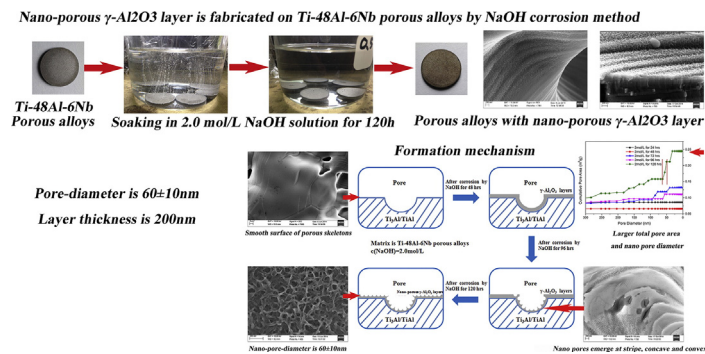 Nano-porous γ-Al2O3 layer is fabricated on Ti-48Al-6Nb porous alloys by NaOH corrosion method
Ti-48Al-6Nb
Porous alloys
Soaking in 2.0 mol/L NaOH solution for 120h
Porous alloys with nano-porous γ-Al2O3 layer
Formation mechanism
Pore-diameter is 60±10nm
Layer thickness is 200nm
Smooth surface of porous skeletons
Pore
Ti₃Al/TiAl
After corrosion by
NaOH for 48 hrs
Pore
γ-Al₂O₃ layers
Ti₃Al/TiAl
Cumulative Pore Area
Pore Diameter (nm)
Larger total pore area
and nano pore diameter
Matrix is Ti-48Al-6Nb porous alloys
c(NaOH)=2.0mol/L
After corrosion by
NaOH for 96 hrs
Nano-pore-diameter is 60±10nm
Pore
Nano-porous γ-Al₂O₃ layers
Ti₃Al/TiAl
After corrosion by
NaOH for 120 hrs
Pore
γ-Al₂O₃ layers
Ti₃Al/TiAl
Nano pores emerge at stripe, concave and convex